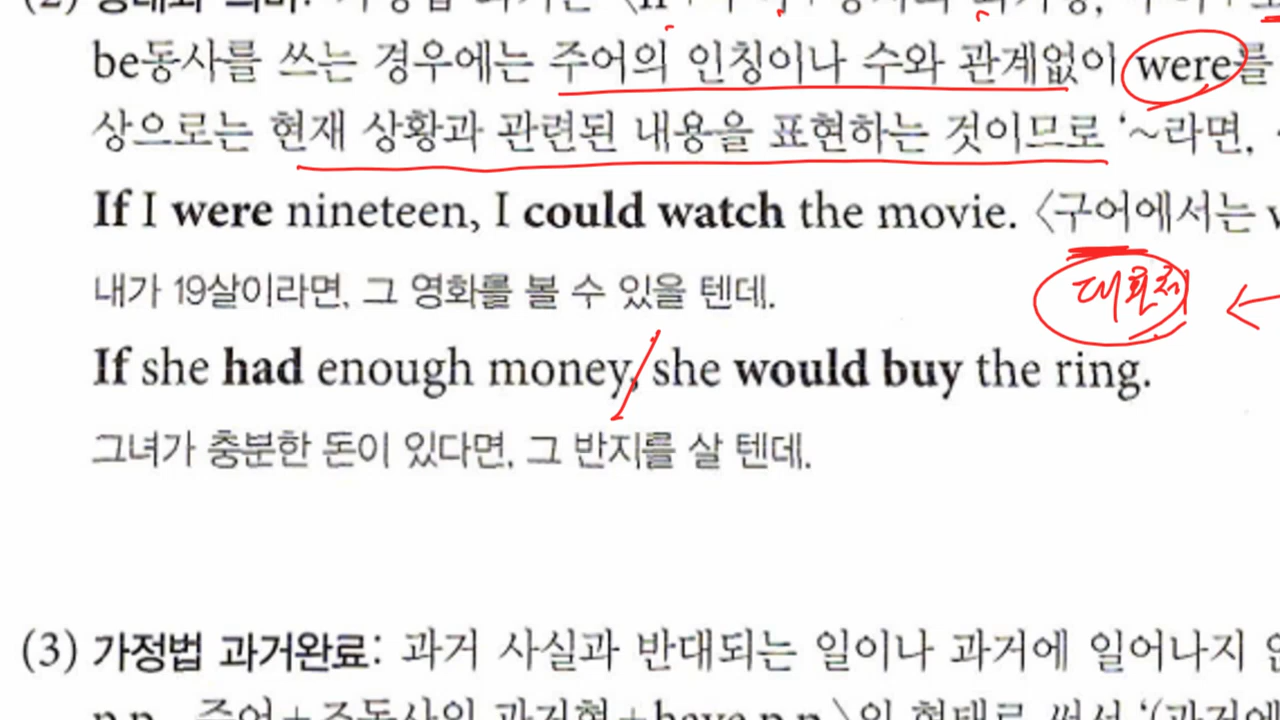 be동사를 쓰는 경우에는 주어의 인칭이나 수와 관계없이 were를
상으로는 현재 상황과 관련된 내용을 표현하는 것이므로 ‘~라면,
If I were nineteen, I could watch the movie. 〈구어에서는
내가 19살이라면, 그 영화를 볼 수 있을 텐데.
If she had enough money, she would buy the ring.
그녀가 충분한 돈이 있다면, 그 반지를 살 텐데.
(3) 가정법 과거완료: 과거 사실과 반대되는 일이나 과거에 일어나지